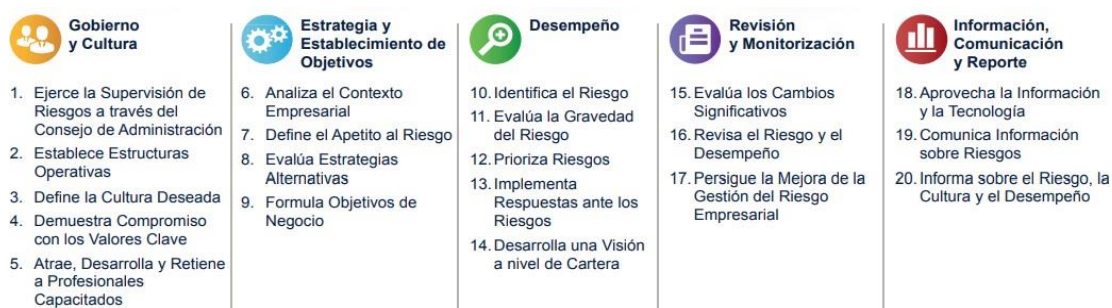 Gobierno
y Cultura
1. Ejerce la Supervisión de
Riesgos a través del
Consejo de Administración
2. Establece Estructuras
Operativas
3. Define la Cultura Deseada
4. Demuestra Compromiso
con los Valores Clave
5. Atrae, Desarrolla y Retiene
a Profesionales
Capacitados
Estrategia y
Establecimiento de
Objetivos
6. Analiza el Contexto
Empresarial
7. Define el Apetito al Riesgo
8. Evalúa Estrategias
Alternativas
9. Formula Objetivos de
Negocio
Desempeño
10. Identifica el Riesgo
11. Evalúa la Gravedad
del Riesgo
12. Prioriza Riesgos
13. Implementa
Respuestas ante los
Riesgos
14. Desarrolla una Visión
a nivel de Cartera
Revisión
y Monitorización
15. Evalúa los Cambios
Significativos
16. Revisa el Riesgo y el
Desempeño
17. Persigue la Mejora de la
Gestión del Riesgo
Empresarial
Información,
Comunicación
y Reporte
18. Aprovecha la Información
y la Tecnología
19. Comunica Información
sobre Riesgos
20. Informa sobre el Riesgo, la
Cultura y el Desempeño